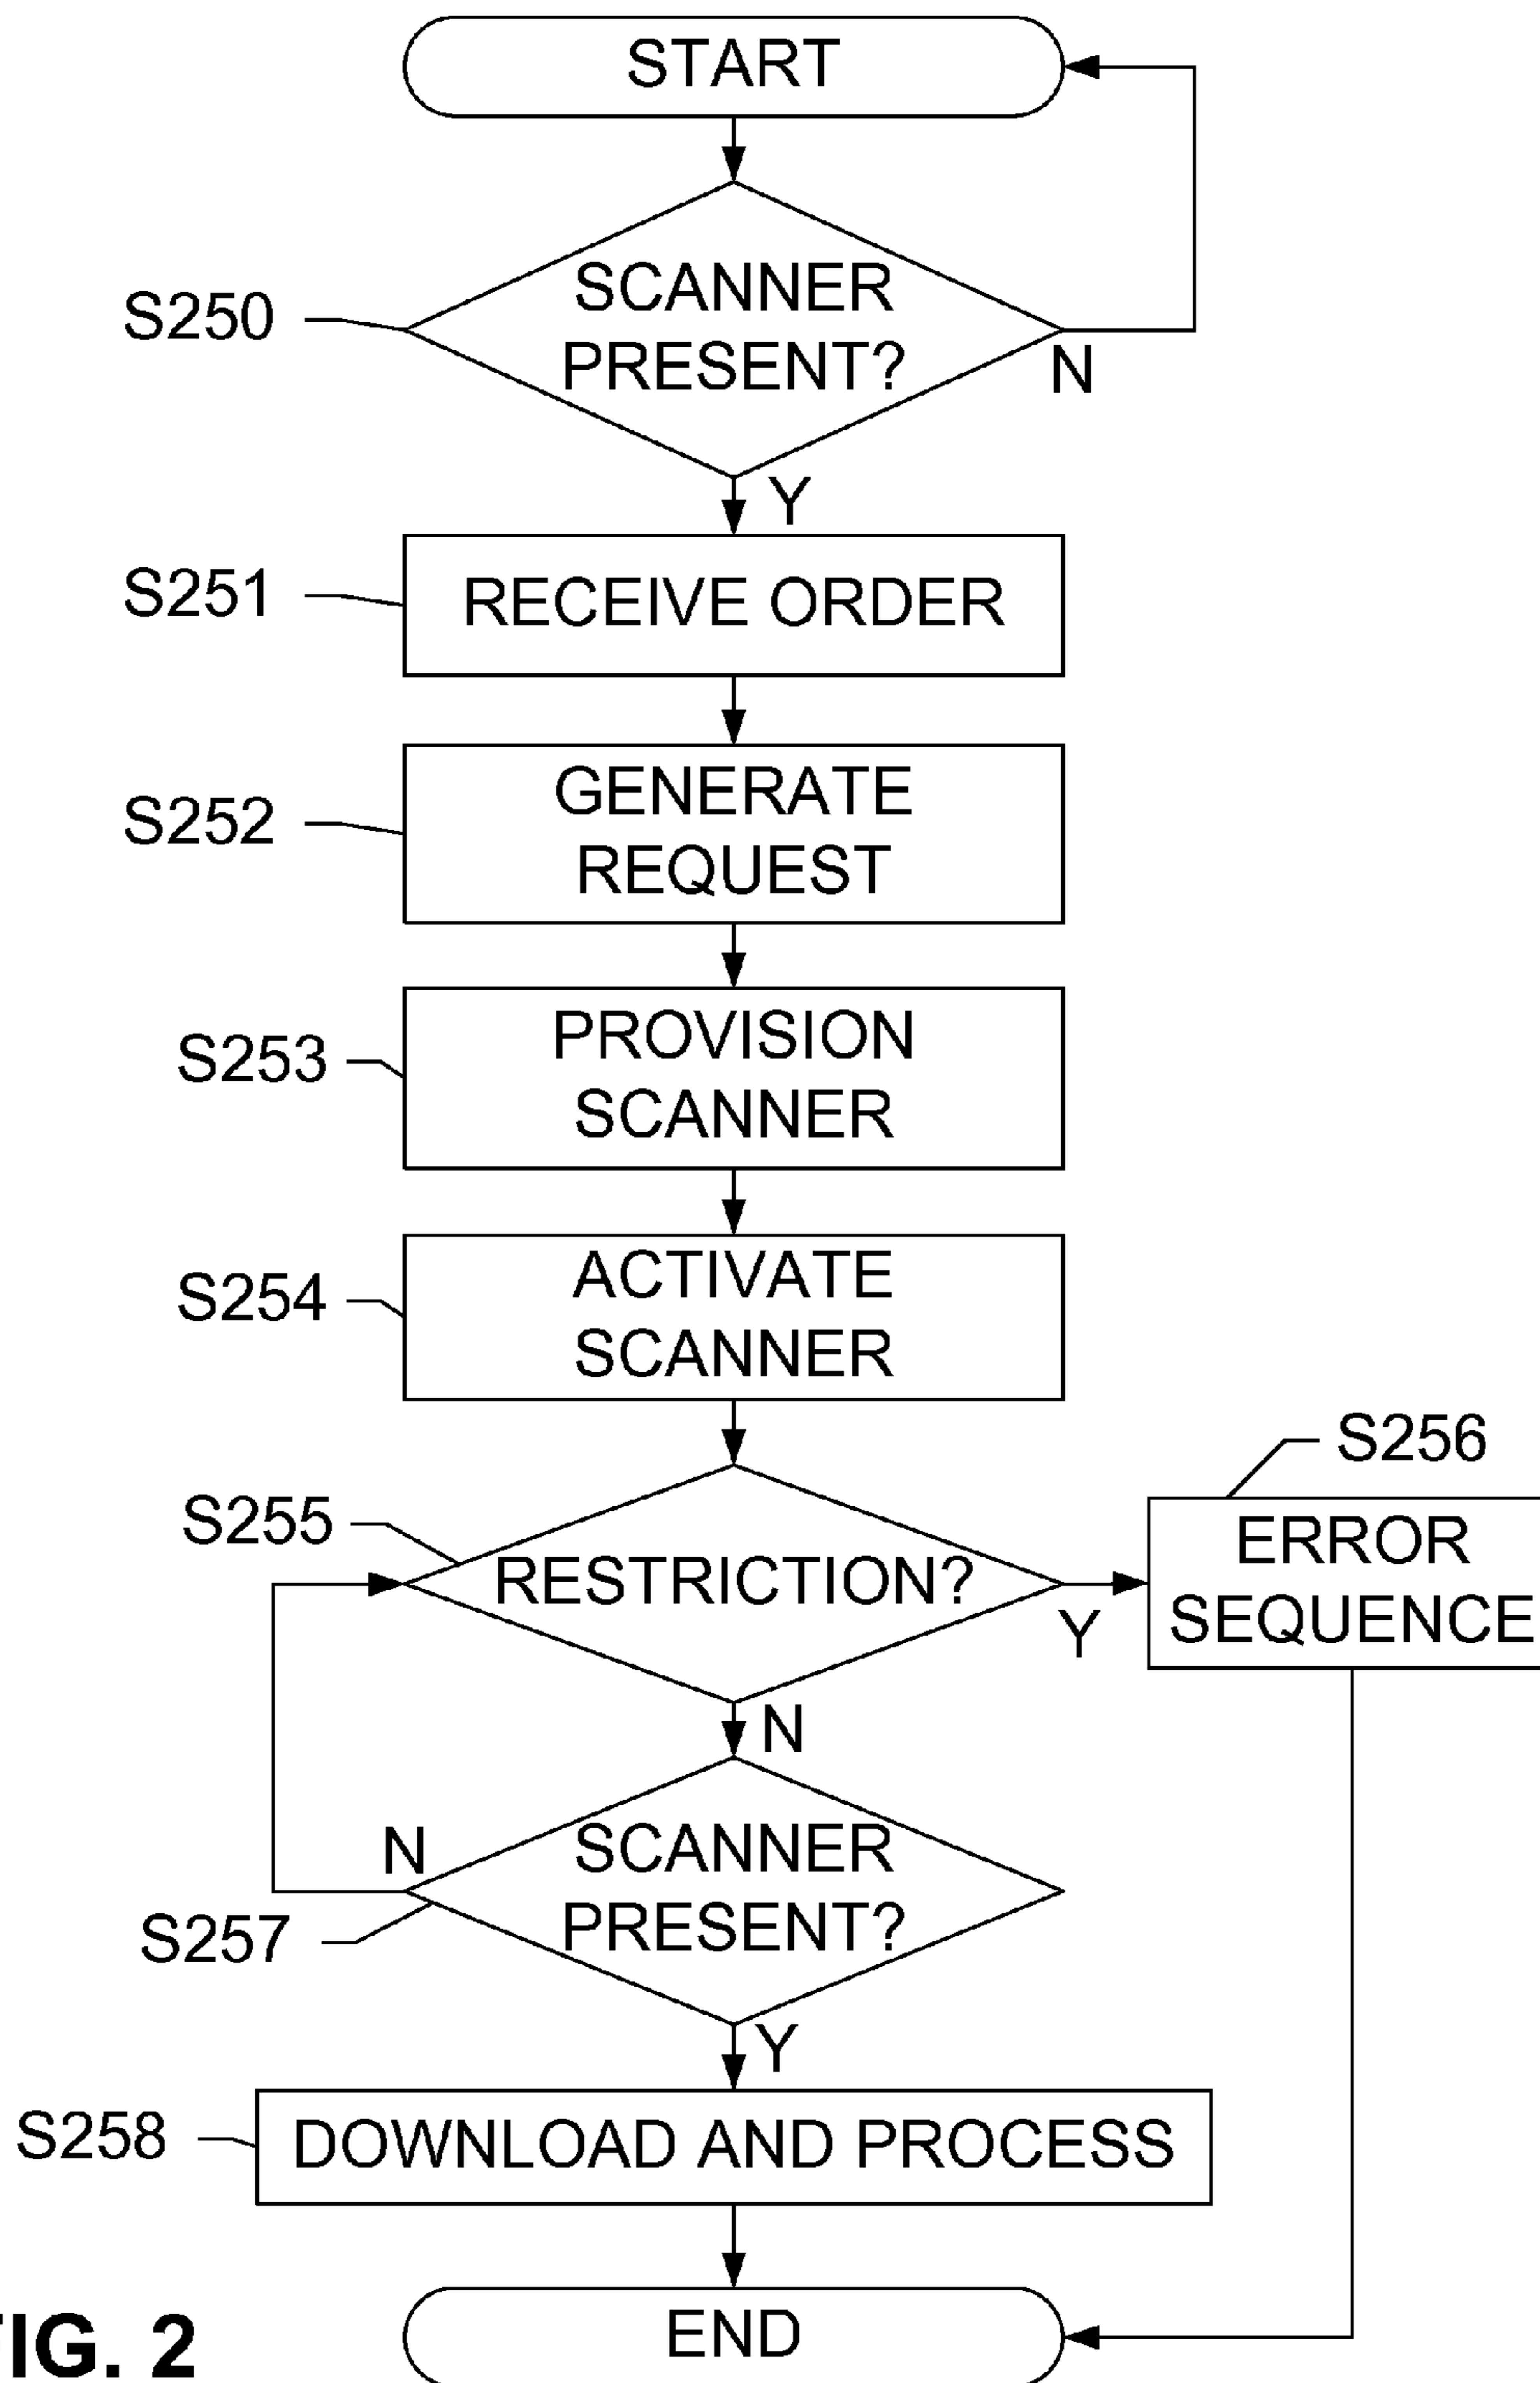 START
SCANNER
PRESENT?
S250
N
Y
S251
RECEIVE ORDER
S252
GENERATE
REQUEST
S253
PROVISION
SCANNER
S254
ACTIVATE
SCANNER
S255
RESTRICTION?
Y
S256
ERROR
SEQUENCE
N
SCANNER
PRESENT?
N
S257
Y
S258
DOWNLOAD AND PROCESS
END
FIG. 2